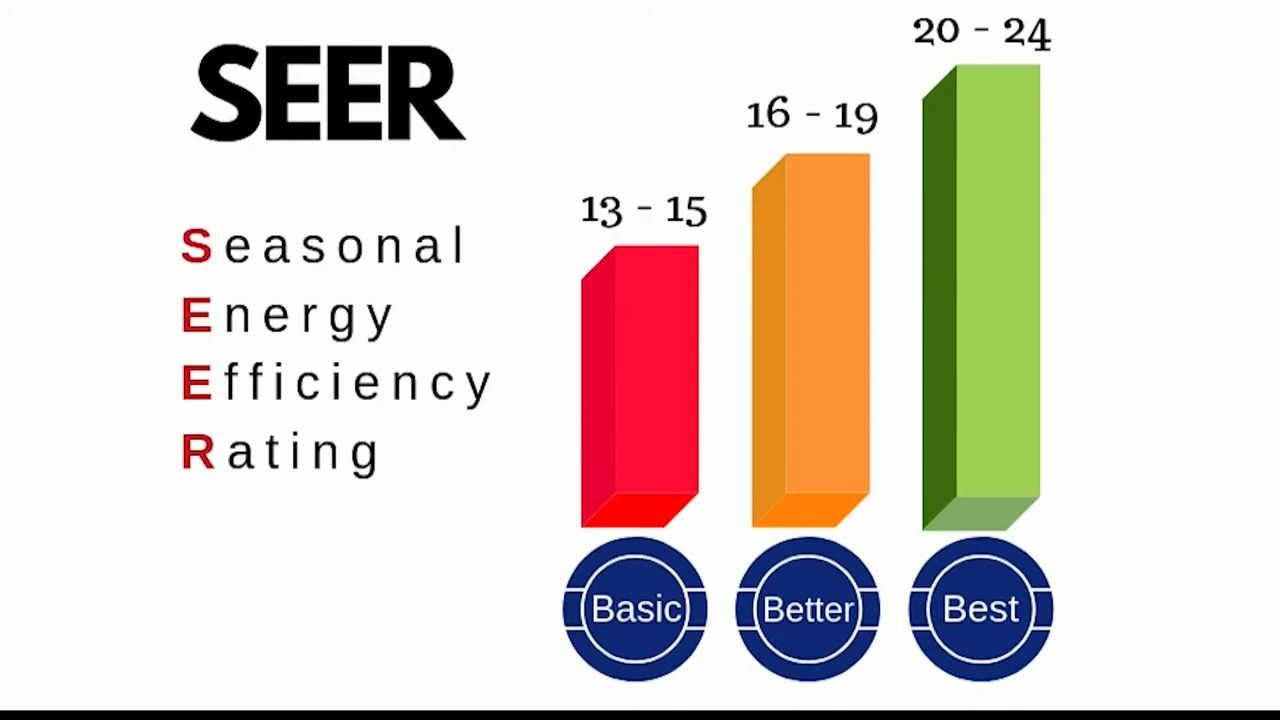 SEER
Seasonal
Energy
Efficiency
Rating
13 - 15
16 - 19
20 - 24
Basic
Better
Best